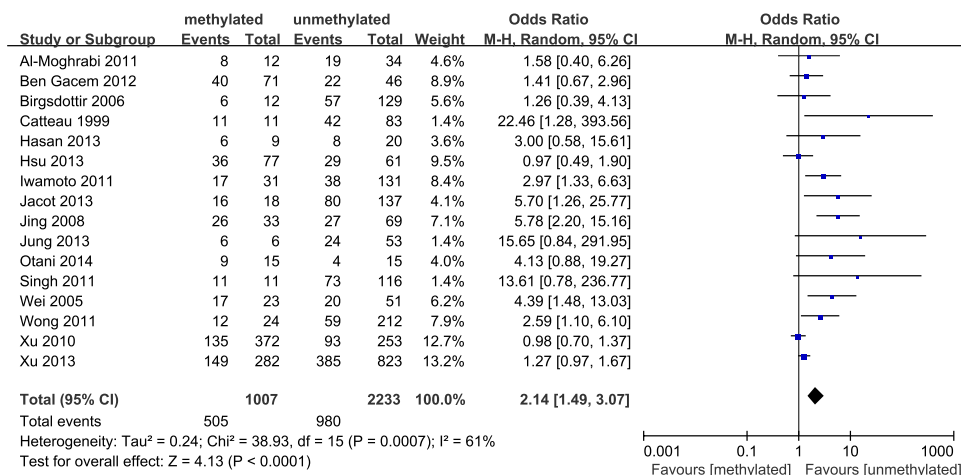 methylated unmethylated Odds Ratio Odds Ratio
Study or Subgroup Events Total Events Total Weight M-H, Random, 95% CI M-H, Random, 95% CI
Al-Moghrabi 2011 8 12 19 34 4.6% 1.58 [0.40, 6.26]
Ben Gacem 2012 40 71 22 46 8.9% 1.41 [0.67, 2.96]
Birgsdottir 2006 6 12 57 129 5.6% 1.26 [0.39, 4.13]
Catteau 1999 11 11 42 83 1.4% 22.46 [1.28, 393.56]
Hasan 2013 6 9 8 20 3.6% 3.00 [0.58, 15.61]
Hsu 2013 36 77 29 61 9.5% 0.97 [0.49, 1.90]
Iwamoto 2011 17 31 38 131 8.4% 2.97 [1.33, 6.63]
Jacot 2013 16 18 80 137 4.1% 5.70 [1.26, 25.77]
Jing 2008 26 33 27 69 7.1% 5.78 [2.20, 15.16]
Jung 2013 6 6 24 53 1.4% 15.65 [0.84, 291.95]
Otani 2014 9 15 4 15 4.0% 4.13 [0.88, 19.27]
Singh 2011 11 11 73 116 1.4% 13.61 [0.78, 236.77]
Wei 2005 17 23 20 51 6.2% 4.39 [1.48, 13.03]
Wong 2011 12 24 59 212 7.9% 2.59 [1.10, 6.10]
Xu 2010 135 372 93 253 12.7% 0.98 [0.70, 1.37]
Xu 2013 149 282 385 823 13.2% 1.27 [0.97, 1.67]
Total (95% CI) 1007 2233 100.0% 2.14 [1.49, 3.07]
Total events 505 980
Heterogeneity: Tau² = 0.24; Chi² = 38.93, df = 15 (P = 0.0007); I² = 61%
Test for overall effect: Z = 4.13 (P < 0.0001)
0.001 0.1 1 10 1000
Favours [methylated] Favours [unmethylated]